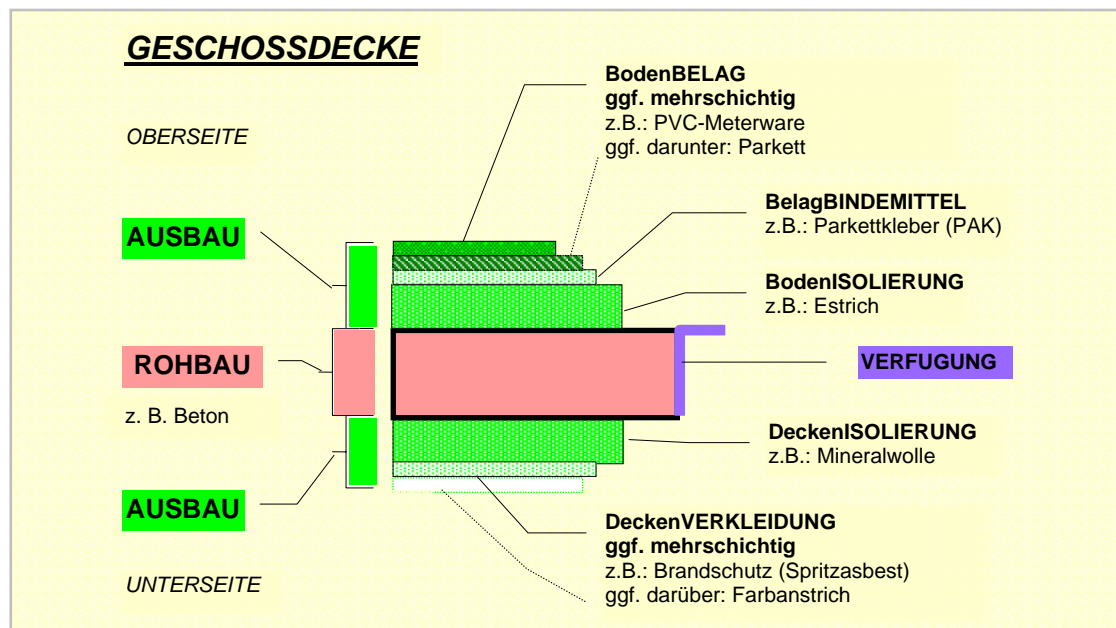 GESCHOSSDECKE
OBERSEITE
BodenBELAG
ggf. mehrschichtig
z.B.: PVC-Meterware
ggf. darunter: Parkett
BelagBINDEMITTEL
z.B.: Parkettkleber (PAK)
AUSBAU
BodenISOLIERUNG
z.B.: Estrich
ROHBAU
z. B. Beton
VERFUGUNG
DeckenISOLIERUNG
z.B.: Mineralwolle
AUSBAU
DeckenVERKLEIDUNG
ggf. mehrschichtig
z.B.: Brandschutz (Spritzasbest)
ggf. darüber: Farbanstrich
UNTERSEITE